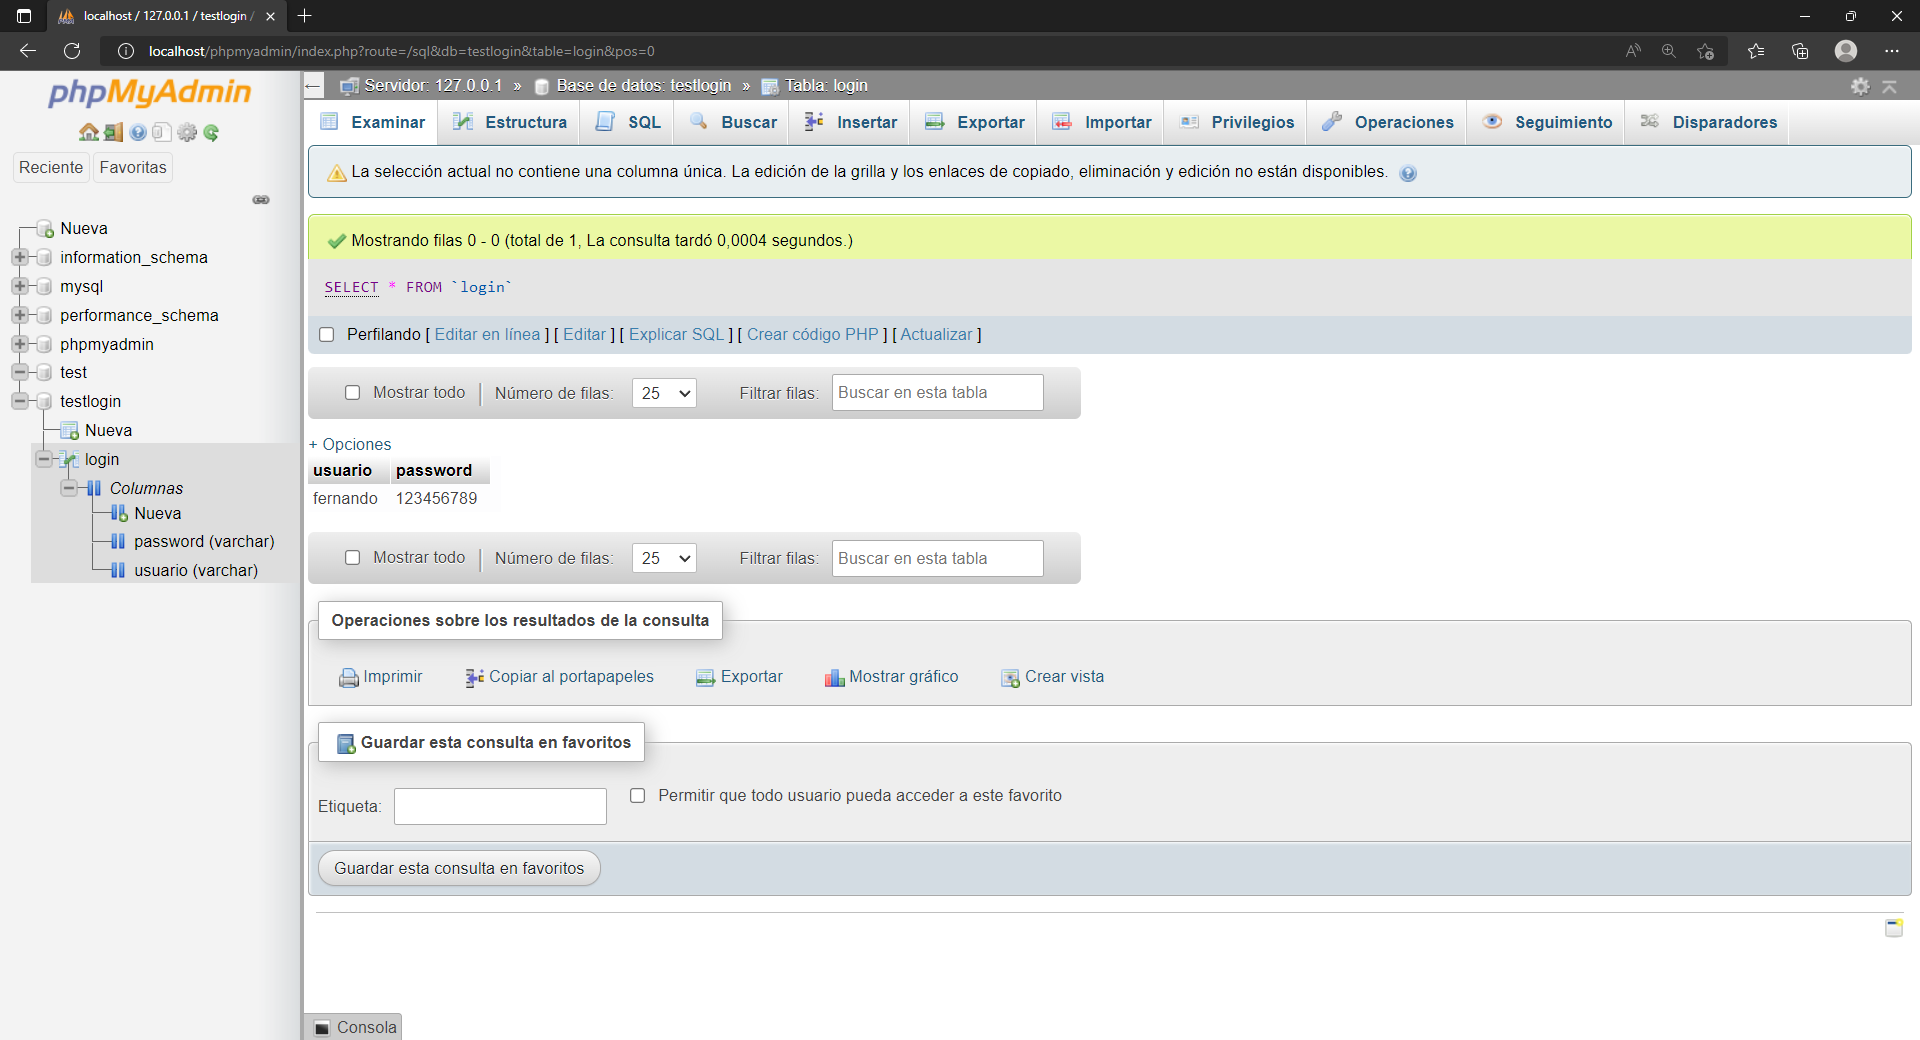 localhost / 127.0.0.1 / testlogin /
localhost/phpmyadmin/index.php?route=/sql&db=testlogin&table=login&pos=0
phpMyAdmin
Reciente Favoritas
Nueva
information_schema
mysql
performance_schema
phpmyadmin
test
testlogin
Nueva
login
Columnas
Nueva
password (varchar)
usuario (varchar)
Servidor: 127.0.0.1 » Base de datos: testlogin » Tabla: login
Examinar Estructura SQL Buscar Insertar Exportar Importar Privilegios Operaciones Seguimiento Disparadores
La selección actual no contiene una columna única. La edición de la grilla y los enlaces de copiado, eliminación y edición no están disponibles.
Mostrando filas 0 - 0 (total de 1, La consulta tardó 0,0004 segundos.)
SELECT * FROM `login`
Perfilando [ Editar en línea ] [ Editar ] [ Explicar SQL ] [ Crear código PHP ] [ Actualizar ]
Mostrar todo Número de filas: 25 Filtrar filas: Buscar en esta tabla
+ Opciones
usuario password
fernando 123456789
Mostrar todo Número de filas: 25 Filtrar filas: Buscar en esta tabla
Operaciones sobre los resultados de la consulta
Imprimir Copiar al portapapeles Exportar Mostrar gráfico Crear vista
Guardar esta consulta en favoritos
Etiqueta: Permitir que todo usuario pueda acceder a este favorito
Guardar esta consulta en favoritos
Consola